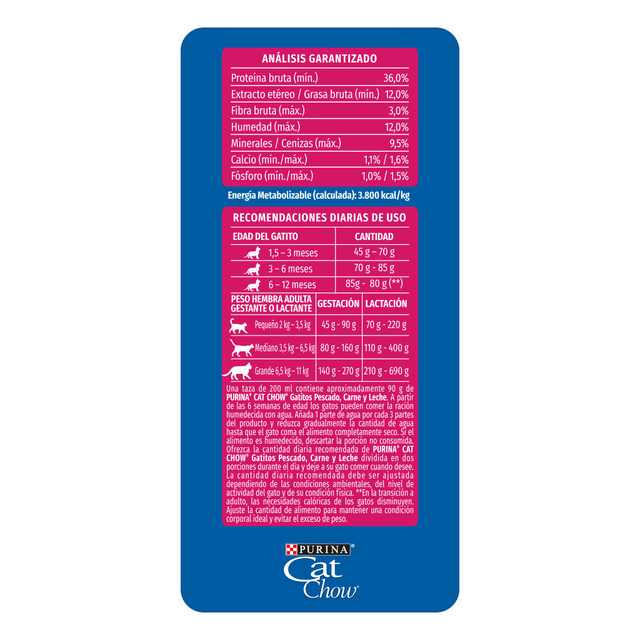 ANÁLISIS GARANTIZADO
Proteína bruta (mín.) 36,0%
Extracto etéreo / Grasa bruta (mín.) 12,0%
Fibra bruta (máx.) 3,0%
Humedad (máx.) 12,0%
Minerales / Cenizas (máx.) 9,5%
Calcio (mín./máx.) 1,1% / 1,6%
Fósforo (mín./máx.) 1,0% / 1,5%
Energía Metabolizable (calculada): 3.800 kcal/kg
RECOMENDACIONES DIARIAS DE USO
EDAD DEL GATITO CANTIDAD
1,5 – 3 meses 45 g – 70 g
3 – 6 meses 70 g - 85 g
6 – 12 meses 85g - 80 g (**)
PESO HEMBRA ADULTA GESTACIÓN LACTACIÓN
GESTANTE O LACTANTE
Pequeño 2 kg - 3,5 kg 45 g - 90 g 70 g - 220 g
Mediano 3,5 kg - 6,5 kg 80 g - 160 g 110 g - 400 g
Grande 6,5 kg - 11 kg 140 g - 270 g 210 g - 690 g
Una taza de 200 ml contiene aproximadamente 90 g de
PURINA® CAT CHOW® Gatitos Pescado, Carne y Leche. A partir
de las 6 semanas de edad los gatos pueden comer la ración
humedecida con agua. Añada 1 parte de agua por cada 3 partes
del producto y reduzca gradualmente la cantidad de agua
hasta que el gato coma el alimento completamente seco. Si el
alimento es humedecido, descartar la porción no consumida.
Ofrezca la cantidad diaria recomendada de PURINA® CAT
CHOW® Gatitos Pescado, Carne y Leche dividida en dos
porciones durante el día y deje a su gato comer cuando desee.
La cantidad diaria recomendada debe ser ajustada
dependiendo de las condiciones ambientales, del nivel de
actividad del gato y de su condición física. **En la transición a
adulto, las necesidades calóricas de los gatos disminuyen.
Ajuste la cantidad de alimento para mantener una condición
corporal ideal y evitar el exceso de peso.
PURINA®
Cat
Chow®